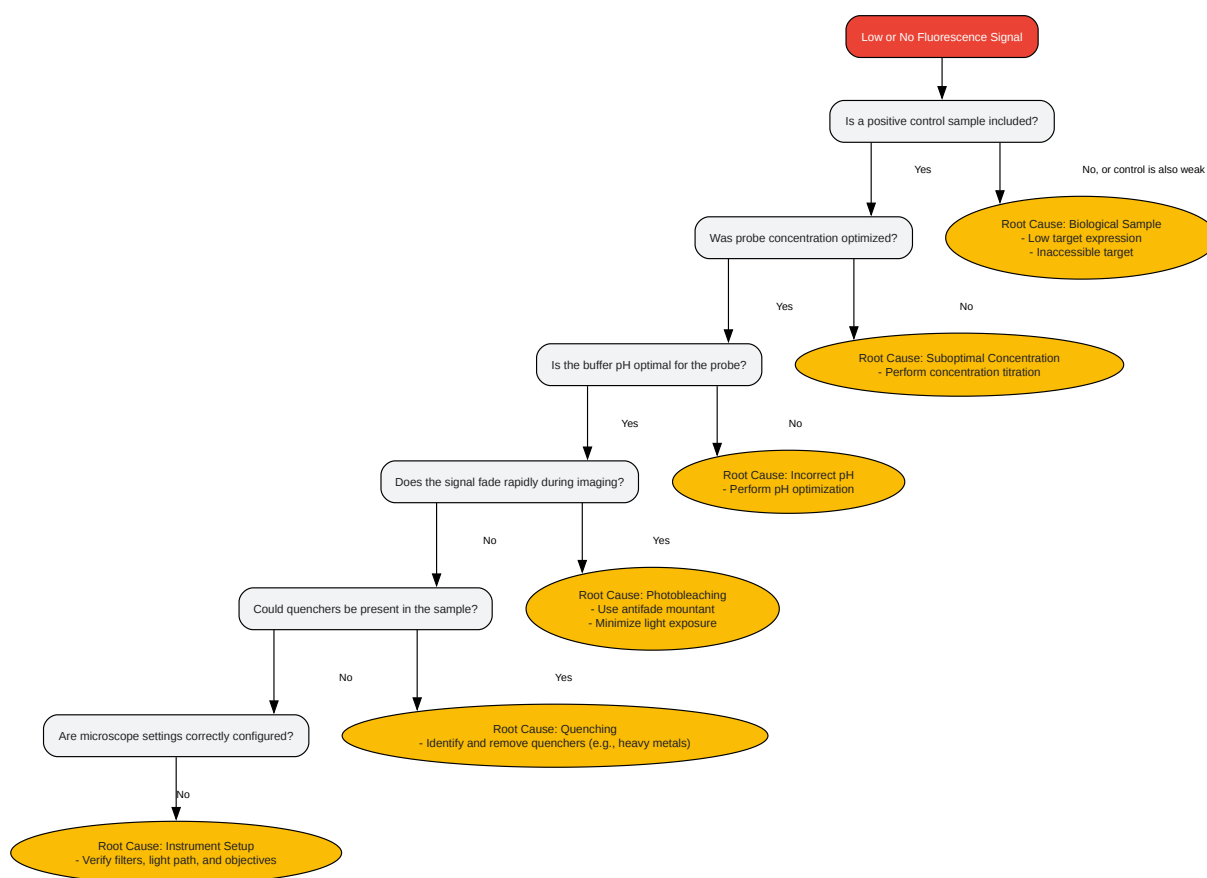 Low or No Fluorescence Signal
Is a positive control sample included?
Yes
No, or control is also weak
Was probe concentration optimized?
Root Cause: Biological Sample
- Low target expression
- Inaccessible target
Yes
No
Is the buffer pH optimal for the probe?
Root Cause: Suboptimal Concentration
- Perform concentration titration
Yes
No
Does the signal fade rapidly during imaging?
Root Cause: Incorrect pH
- Perform pH optimization
No
Yes
Could quenchers be present in the sample?
Root Cause: Photobleaching
- Use antifade mountant
- Minimize light exposure
No
Yes
Are microscope settings correctly configured?
Root Cause: Quenching
- Identify and remove quenchers (e.g., heavy metals)
No
Root Cause: Instrument Setup
- Verify filters, light path, and objectives